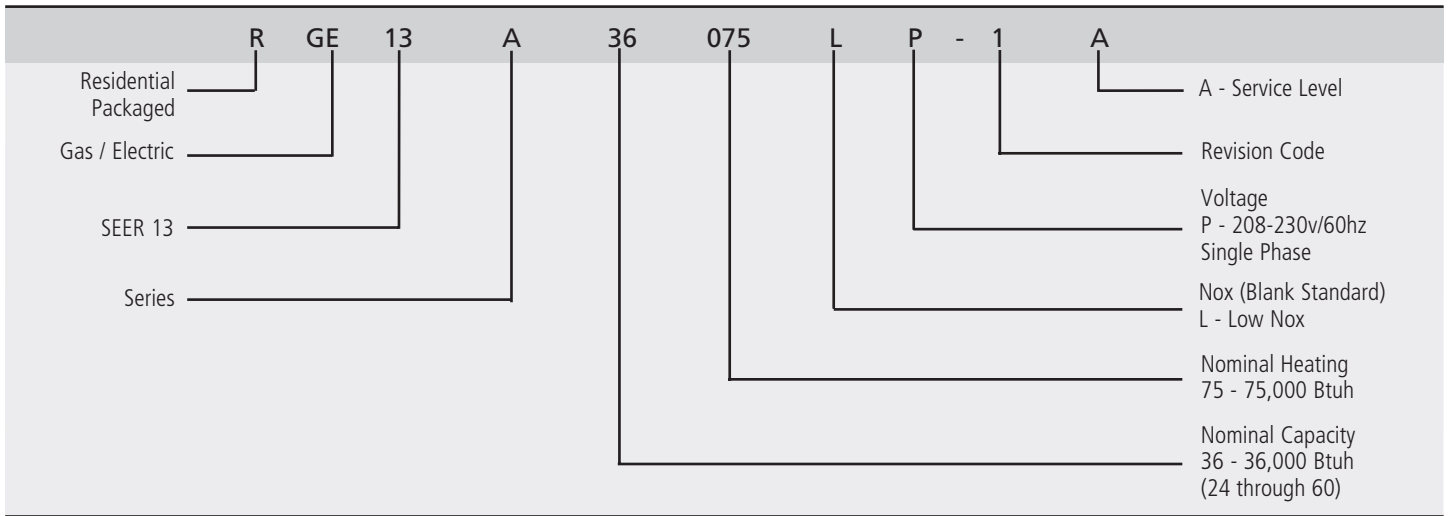 R GE 13 A 36 075 L P - 1 A
Residential
Packaged
Gas / Electric
SEER 13
Series
A - Service Level
Revision Code
Voltage
P - 208-230v/60hz
Single Phase
Nox (Blank Standard)
L - Low Nox
Nominal Heating
75 - 75,000 Btuh
Nominal Capacity
36 - 36,000 Btuh
(24 through 60)